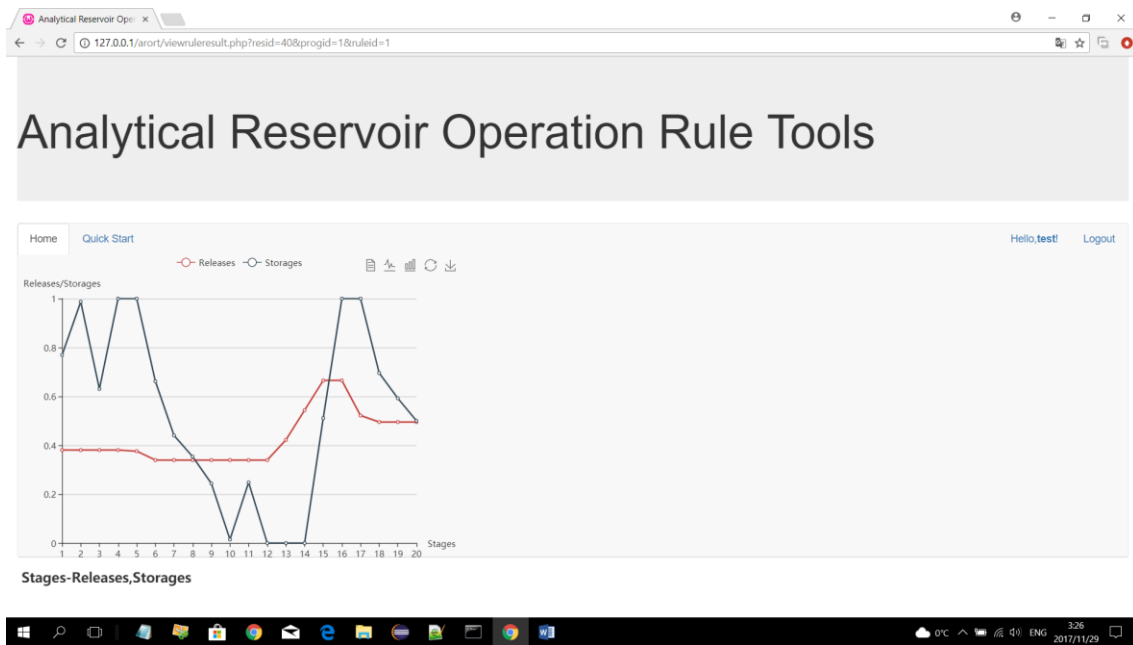 Analytical Reservoir Oper
127.0.0.1/arort/viewruleresult.php?resid=40&progid=1&ruleid=1
Analytical Reservoir Operation Rule Tools
Home Quick Start Hello,test! Logout
Releases Storages
Releases/Storages
1
0.8
0.6
0.4
0.2
0
Stages
1 2 3 4 5 6 7 8 9 10 11 12 13 14 15 16 17 18 19 20
Stages-Releases,Storages
0°C ENG 3:26
2017/11/29